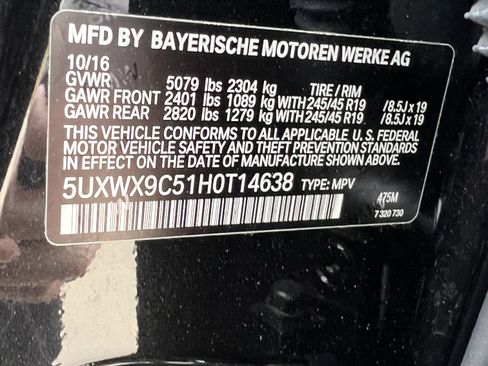 MFD BY BAYERISCHE MOTOREN WERKE AG
10/16
GVWR 5079 lbs 2304 kg TIRE / RIM
GAWR FRONT 2401 lbs 1089 kg WITH 245/45 R19 /8.5J x 19
GAWR REAR 2820 lbs 1279 kg WITH 245/45 R19 /8.5J x 19
THIS VEHICLE CONFORMS TO ALL APPLICABLE U. S. FEDERAL
MOTOR VEHICLE SAFETY AND THEFT PREVENTION STANDARDS
IN EFFECT ON THE DATE OF MANUFACTURE SHOWN ABOVE.
5UXWX9C51H0T14638 TYPE: MPV 475M
7 320 730